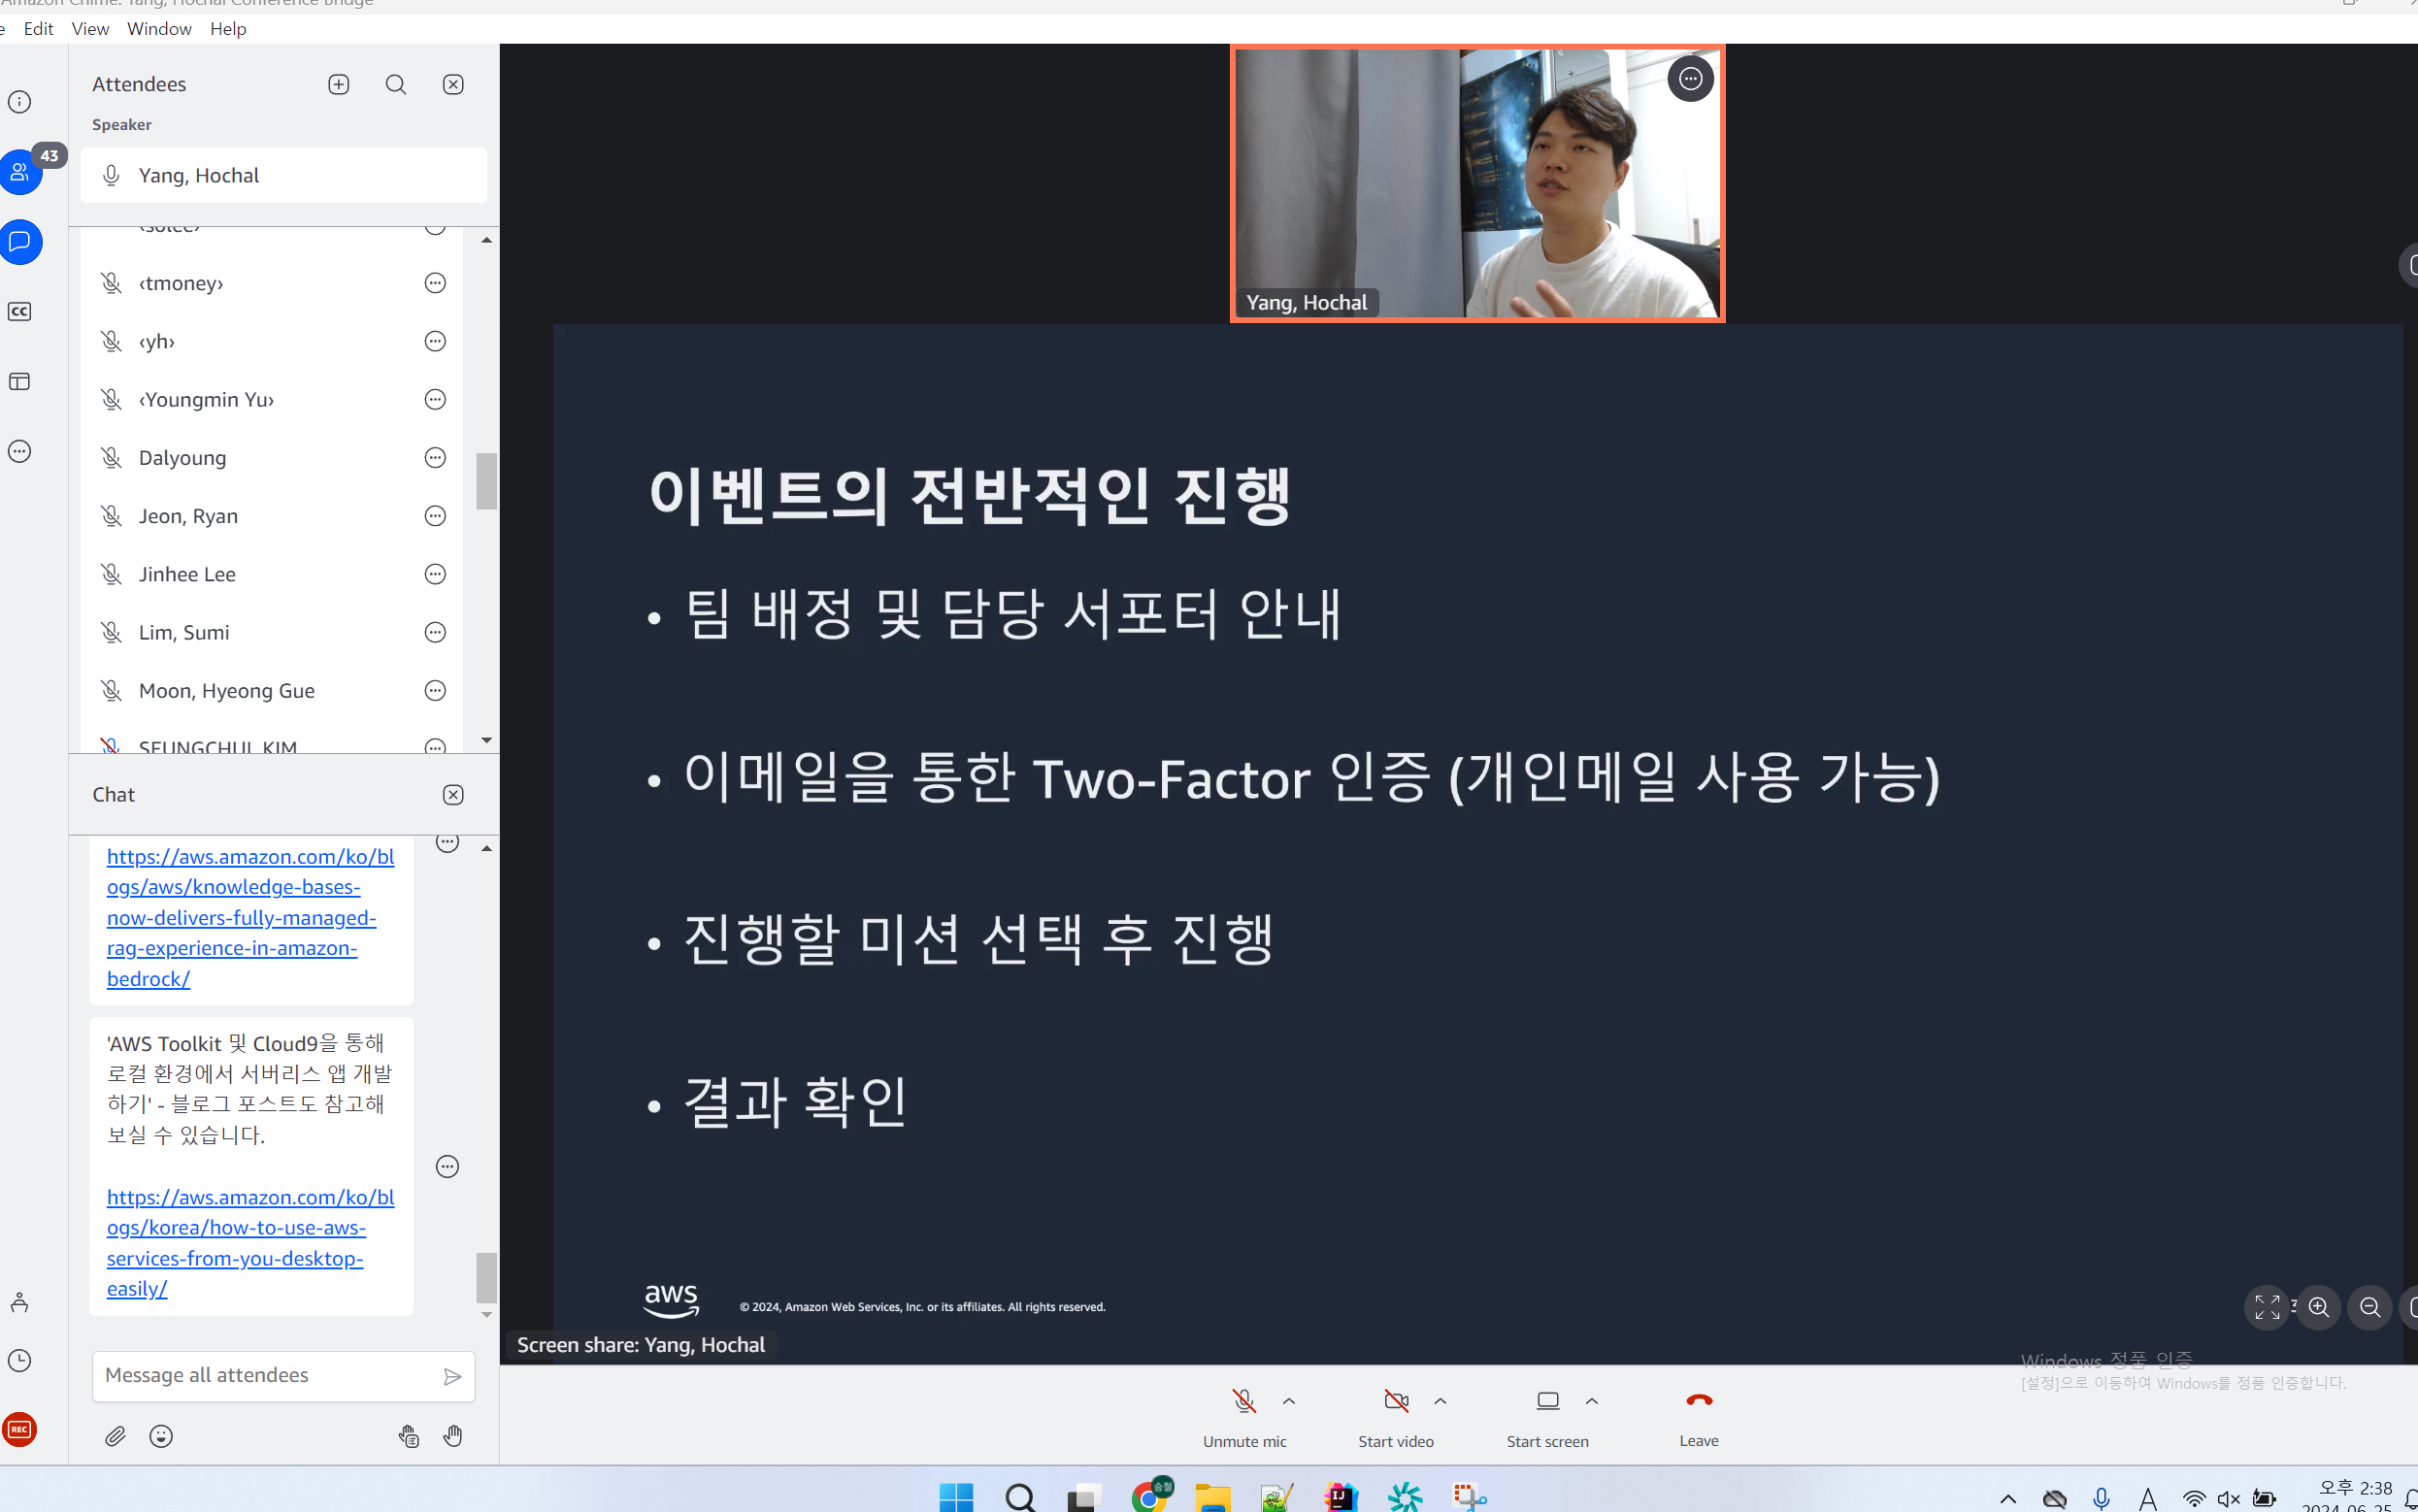 Amazon Chime: Yang, Hochal Conference Bridge
Edit View Window Help
Attendees
Speaker
43
Yang, Hochal
‹solee›
‹tmoney›
‹yh›
‹Youngmin Yu›
Dalyoung
Jeon, Ryan
Jinhee Lee
Lim, Sumi
Moon, Hyeong Gue
SEUNGCHUL KIM
CC
Chat
https://aws.amazon.com/ko/bl
ogs/aws/knowledge-bases-
now-delivers-fully-managed-
rag-experience-in-amazon-
bedrock/
'AWS Toolkit 및 Cloud9을 통해
로컬 환경에서 서버리스 앱 개발
하기' - 블로그 포스트도 참고해
보실 수 있습니다.
https://aws.amazon.com/ko/bl
ogs/korea/how-to-use-aws-
services-from-you-desktop-
easily/
Message all attendees
REC
Yang, Hochal
이벤트의 전반적인 진행
• 팀 배정 및 담당 서포터 안내
• 이메일을 통한 Two-Factor 인증 (개인메일 사용 가능)
• 진행할 미션 선택 후 진행
• 결과 확인
aws
© 2024, Amazon Web Services, Inc. or its affiliates. All rights reserved.
Screen share: Yang, Hochal
Windows 정품 인증
[설정]으로 이동하여 Windows를 정품 인증합니다.
Unmute mic
Start video
Start screen
Leave
승철
IJ
A
오후 2:38
2024-06-25